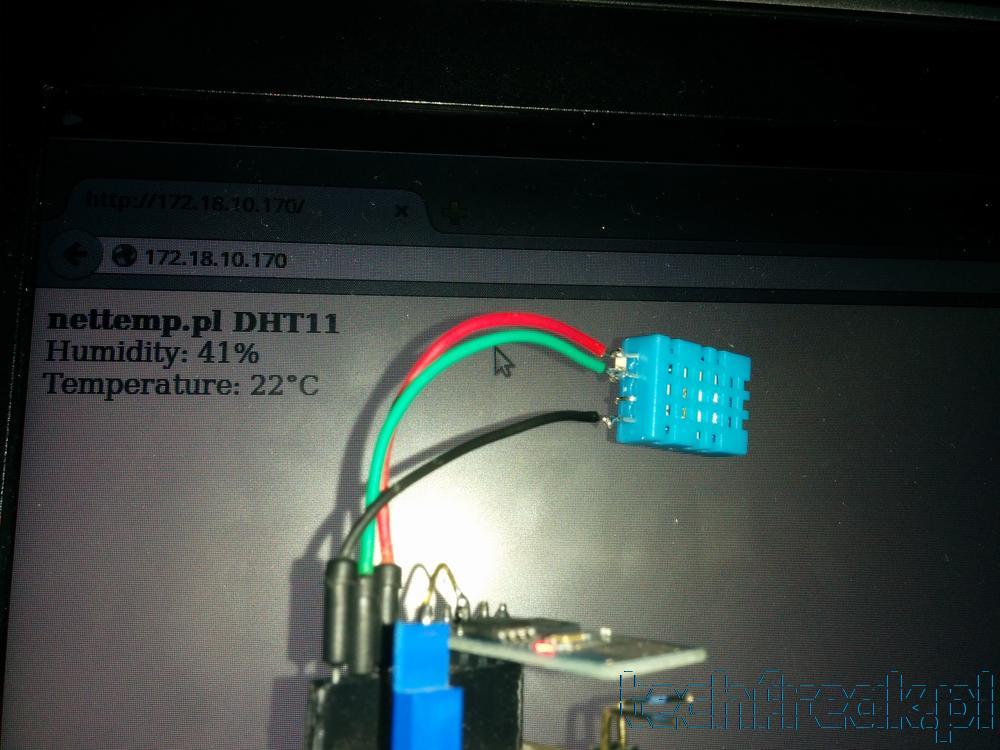 http://172.18.10.170/
172.18.10.170
nettemp.pl DHT11
Humidity: 41%
Temperature: 22°C
techfreak.pl